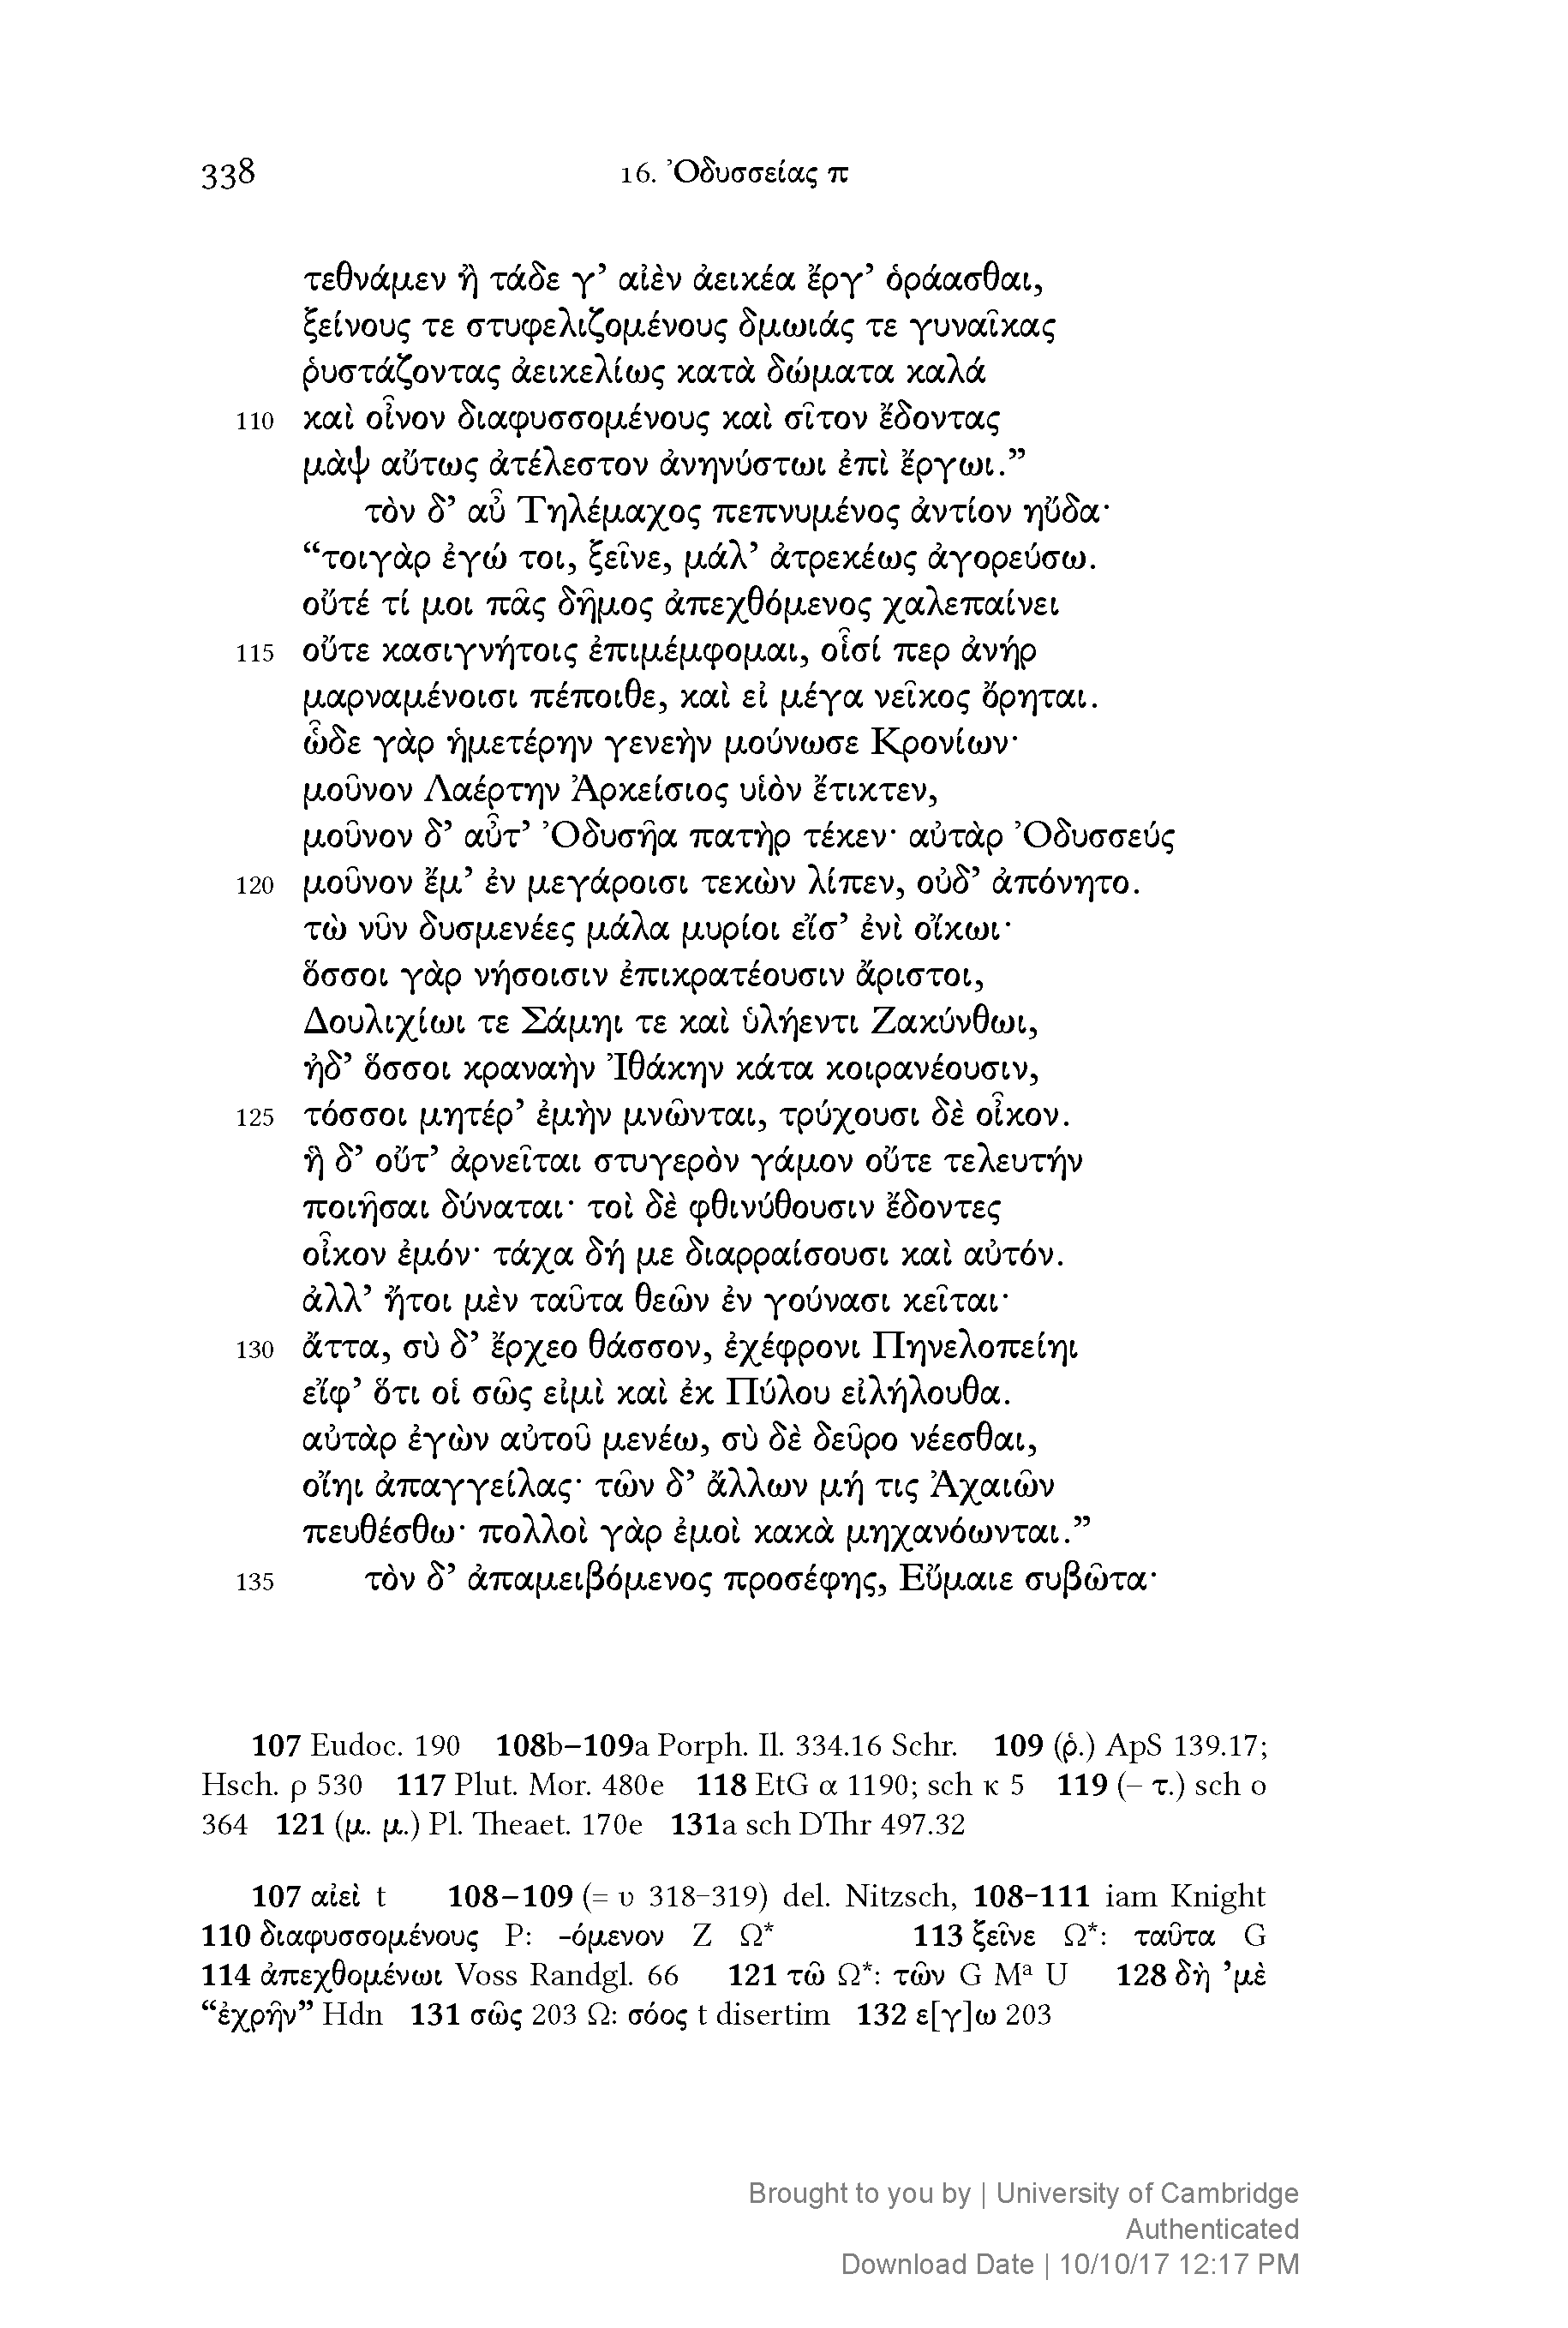 338 16. Ὀδυσσείας π
τεθνάμεν ἢ τάδε γ’ αἰὲν ἀεικέα ἔργ’ ὁράασθαι,
ξείνους τε στυφελιζομένους δμωιάς τε γυναῖκας
ῥυστάζοντας ἀεικελίως κατὰ δώματα καλά
110 καὶ οἶνον διαφυσσομένους καὶ σῖτον ἔδοντας
μὰψ αὔτως ἀτέλεστον ἀνηνύστωι ἐπὶ ἔργωι.”
τὸν δ’ αὖ Τηλέμαχος πεπνυμένος ἀντίον ηὔδα·
“τοιγὰρ ἐγώ τοι, ξεῖνε, μάλ’ ἀτρεκέως ἀγορεύσω.
οὔτέ τί μοι πᾶς δῆμος ἀπεχθόμενος χαλεπαίνει
115 οὔτε κασιγνήτοις ἐπιμέμφομαι, οἷσί περ ἀνήρ
μαρναμένοισι πέποιθε, καὶ εἰ μέγα νεῖκος ὄρηται.
ὧδε γὰρ ἡμετέρην γενεὴν μούνωσε Κρονίων·
μοῦνον Λαέρτην Ἀρκείσιος υἱὸν ἔτικτεν,
μοῦνον δ’ αὖτ’ Ὀδυσῆα πατὴρ τέκεν· αὐτὰρ Ὀδυσσεύς
120 μοῦνον ἔμ’ ἐν μεγάροισι τεκὼν λίπεν, οὐδ’ ἀπόνητο.
τὼ νῦν δυσμενέες μάλα μυρίοι εἴσ’ ἐνὶ οἴκωι·
ὅσσοι γὰρ νήσοισιν ἐπικρατέουσιν ἄριστοι,
Δουλιχίωι τε Σάμηι τε καὶ ὑλήεντι Ζακύνθωι,
ἠδ’ ὅσσοι κραναὴν Ἰθάκην κάτα κοιρανέουσιν,
125 τόσσοι μητέρ’ ἐμὴν μνῶνται, τρύχουσι δὲ οἶκον.
ἣ δ’ οὔτ’ ἀρνεῖται στυγερὸν γάμον οὔτε τελευτήν
ποιῆσαι δύναται· τοὶ δὲ φθινύθουσιν ἔδοντες
οἶκον ἐμόν· τάχα δή με διαρραίσουσι καὶ αὐτόν.
ἀλλ’ ἤτοι μὲν ταῦτα θεῶν ἐν γούνασι κεῖται·
130 ἄττα, σὺ δ’ ἔρχεο θάσσον, ἐχέφρονι Πηνελοπείηι
εἴφ’ ὅτι οἱ σῶς εἰμὶ καὶ ἐκ Πύλου εἰλήλουθα.
αὐτὰρ ἐγὼν αὐτοῦ μενέω, σὺ δὲ δεῦρο νέεσθαι,
οἴηι ἀπαγγείλας· τῶν δ’ ἄλλων μή τις Ἀχαιῶν
πευθέσθω· πολλοὶ γὰρ ἐμοὶ κακὰ μηχανόωνται.”
135 τὸν δ’ ἀπαμειβόμενος προσέφης, Εὔμαιε συβῶτα·
107 Eudoc. 190 108b–109a Porph. Il. 334.16 Schr. 109 (ῥ.) ApS 139.17;
Hsch. ρ 530 117 Plut. Mor. 480e 118 EtG α 1190; sch κ 5 119 (– τ.) sch ο
364 121 (μ. μ.) Pl. Theaet. 170e 131a sch DThr 497.32
107 αἰεὶ t 108–109 (= υ 318–319) del. Nitzsch, 108–111 iam Knight
110 διαφυσσομένους P: -όμενον Z Ω* 113 ξεῖνε Ω*: ταῦτα G
114 ἀπεχθομένωι Voss Randgl. 66 121 τῶ Ω*: τῶν G Mª U 128 δὴ ’μὲ
“ἐχρῆν” Hdn 131 σῶς 203 Ω: σόος t disertim 132 ε[γ]ω 203
Brought to you by | University of Cambridge
Authenticated
Download Date | 10/10/17 12:17 PM